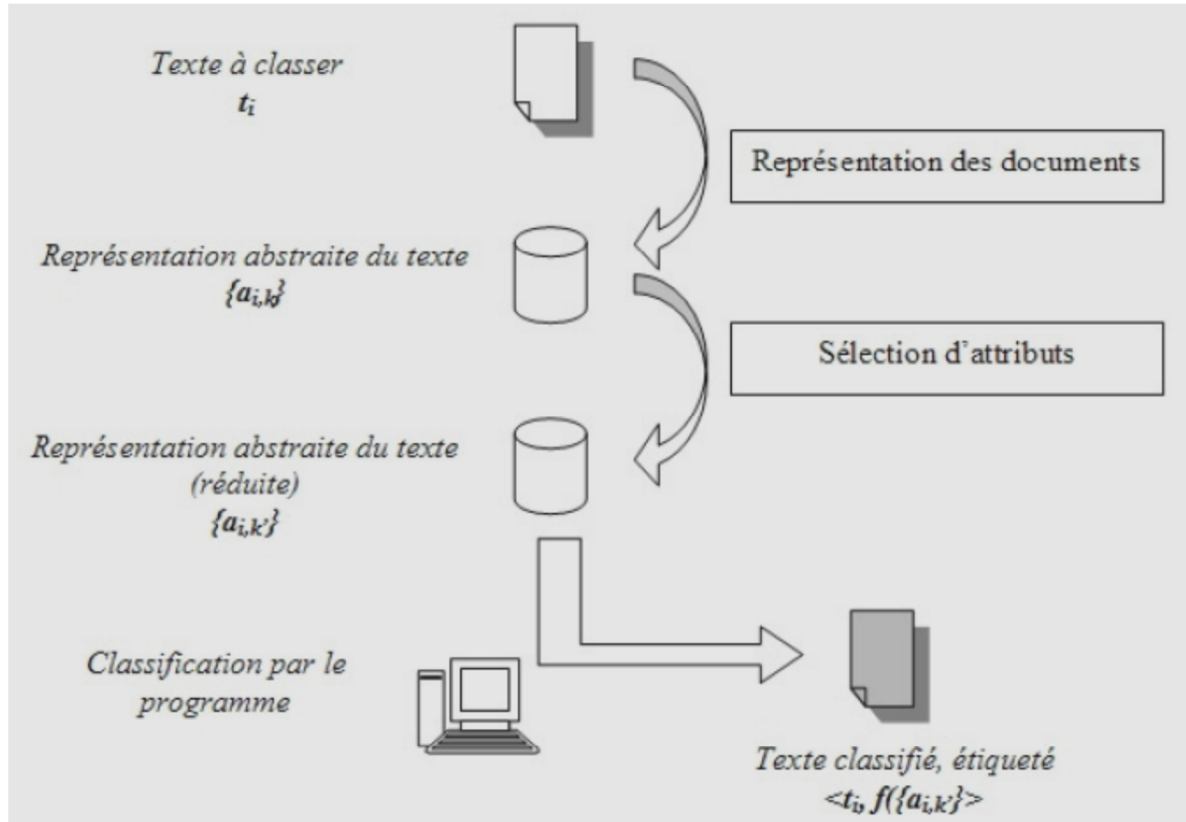 Texte à classer
tᵢ
Représentation des documents
Représentation abstraite du texte
{aᵢ,ₖ}
Sélection d'attributs
Représentation abstraite du texte
(réduite)
{aᵢ,ₖ'}
Classification par le
programme
Texte classifié, étiqueté
<tᵢ, f({aᵢ,ₖ'}>